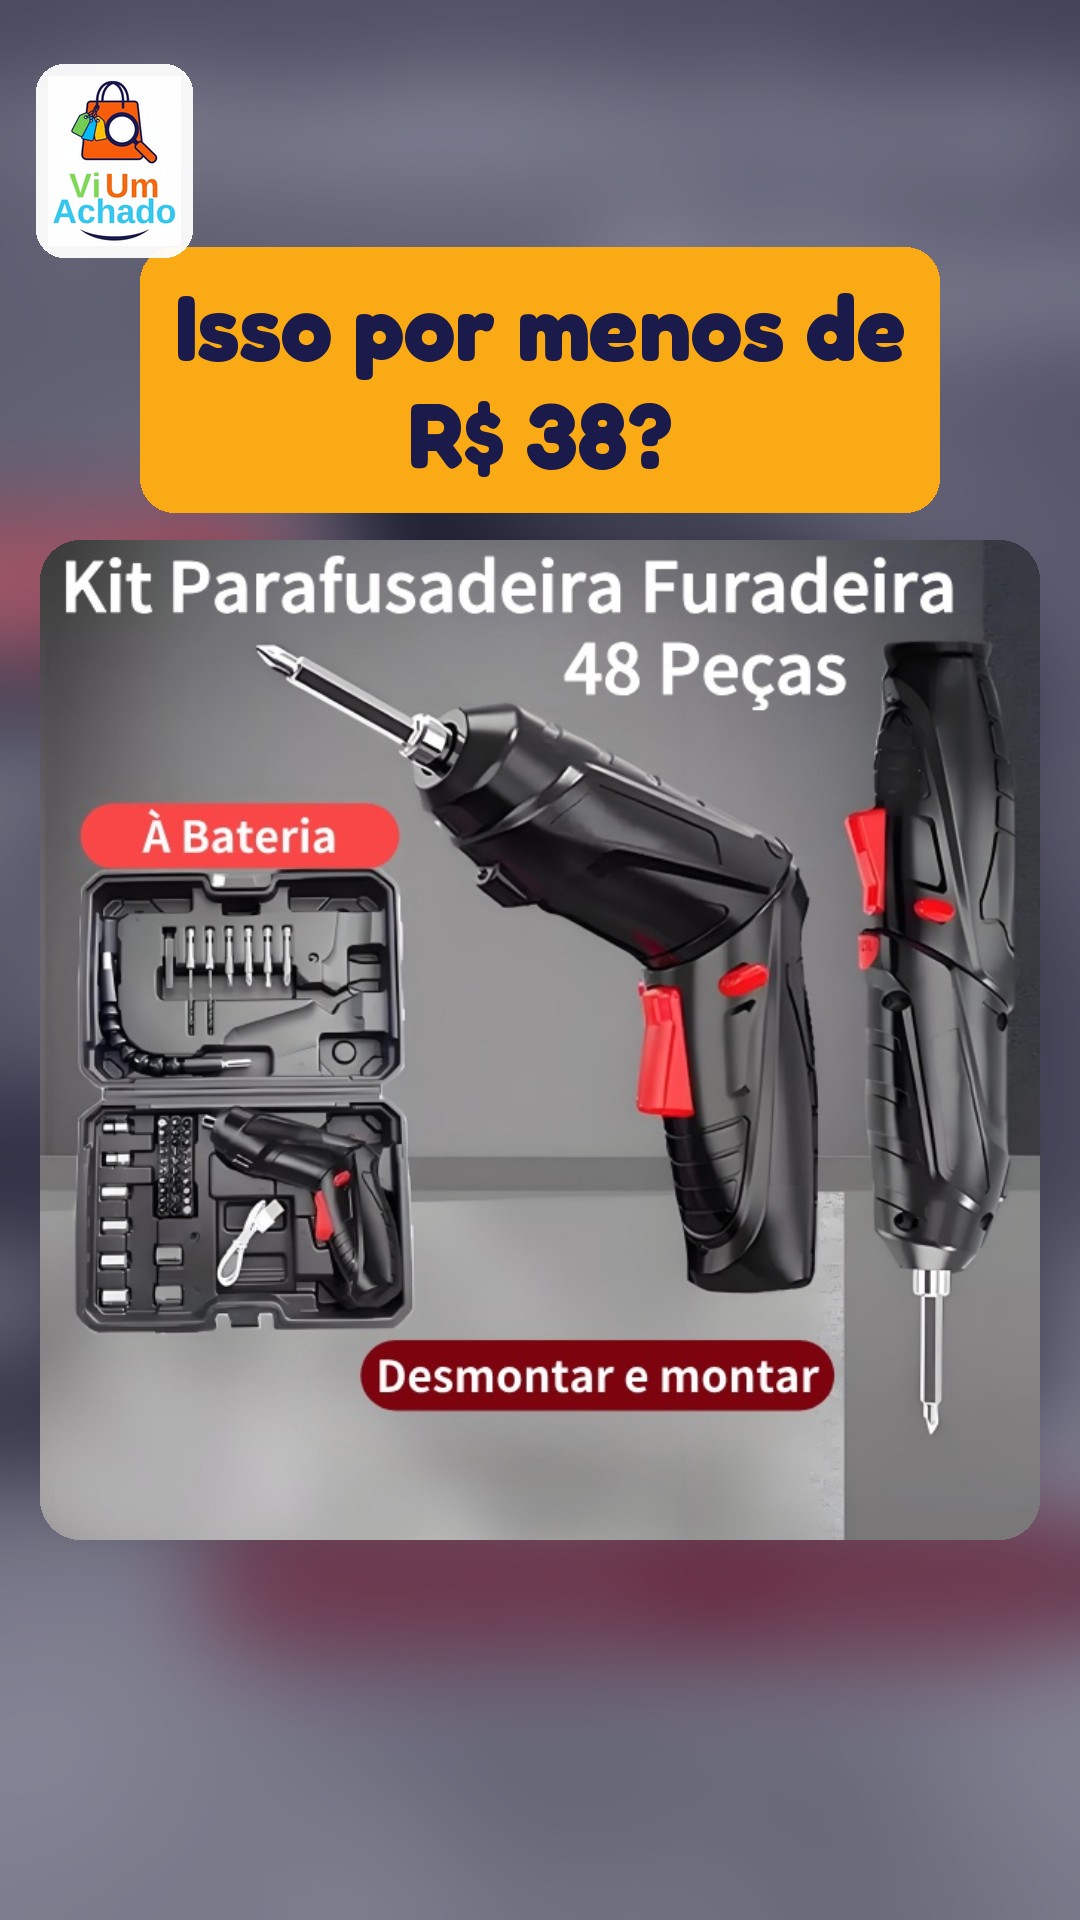 Vi Um
Achado
Isso por menos de
R$ 38?
Kit Parafusadeira Furadeira
48 Peças
À Bateria
Desmontar e montar